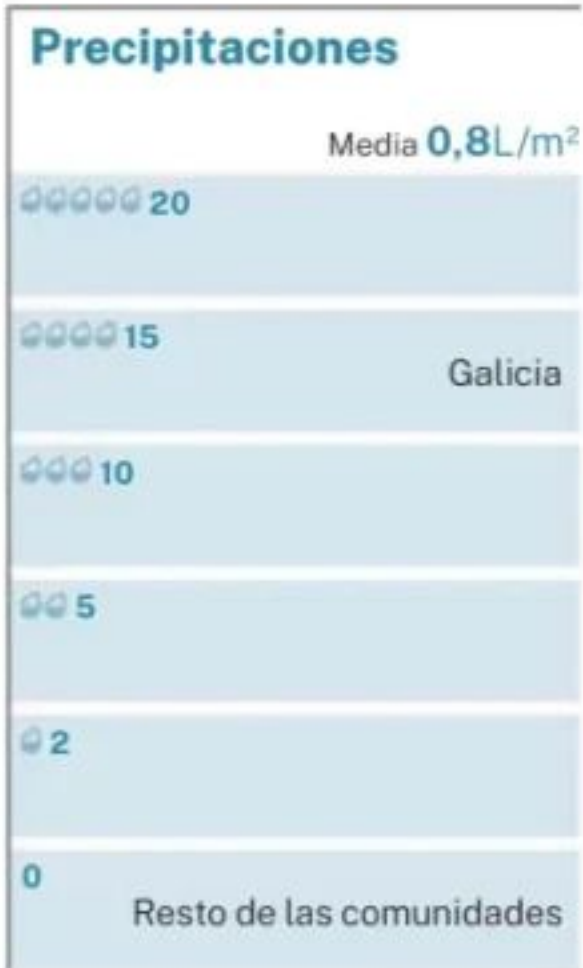 Precipitaciones
Media 0,8L/m²
20
15
Galicia
10
5
2
0
Resto de las comunidades